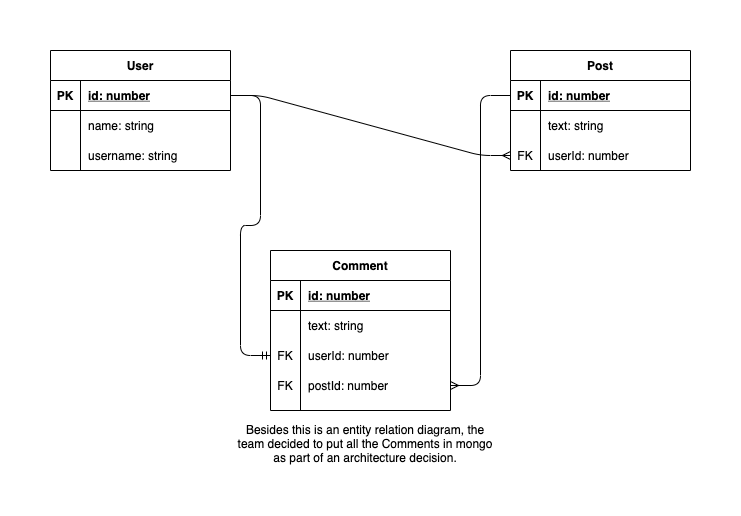 User
PK id: number
name: string
username: string
Post
PK id: number
text: string
FK userId: number
Comment
PK id: number
text: string
FK userId: number
FK postId: number
Besides this is an entity relation diagram, the
team decided to put all the Comments in mongo
as part of an architecture decision.